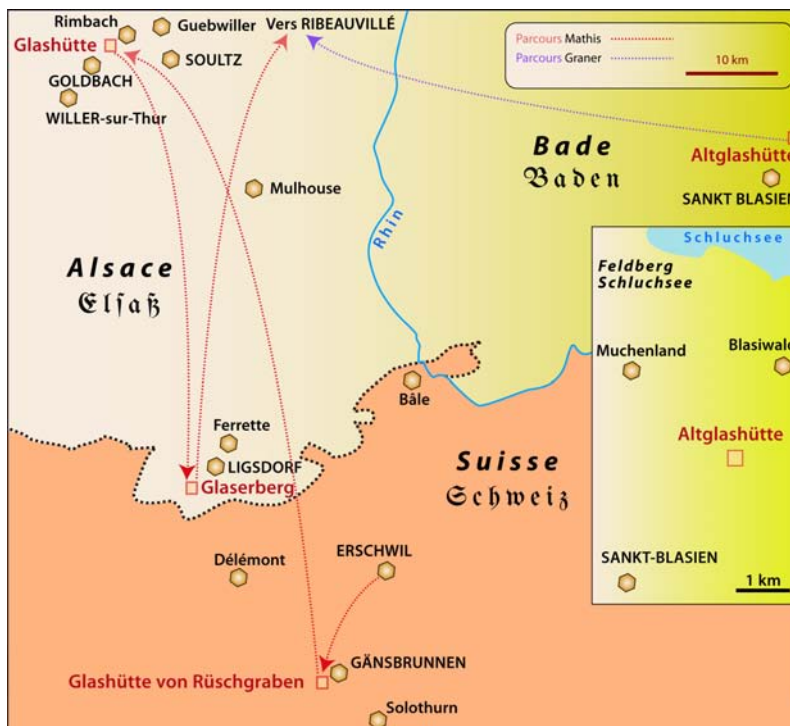 Rimbach
Guebwiller
Vers RIBEAUVILLÉ
Glashütte
SOULTZ
GOLDBACH
WILLER-sur-Thur
Parcours Mathis
Parcours Graner
10 km
Bade
Baden
Altglashütte
SANKT BLASIEN
Mulhouse
Rhin
Alsace
Elſaß
Schluchsee
Feldberg
Schluchsee
Muchenland
Blasiwald
Altglashütte
SANKT-BLASIEN
1 km
Bâle
Ferrette
LIGSDORF
Glaserberg
Suisse
Schweiz
Délémont
ERSCHWIL
GÄNSBRUNNEN
Glashütte von Rüschgraben
Solothurn